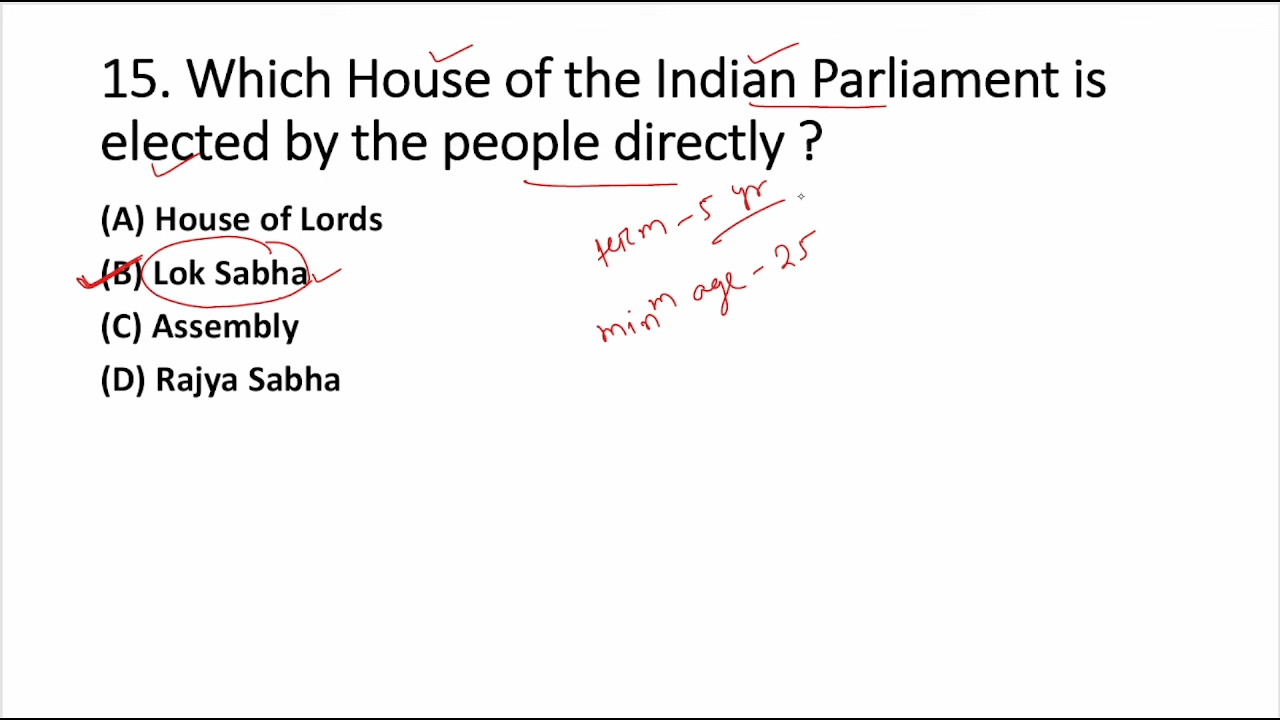 15. Which House of the Indian Parliament is
elected by the people directly ?
(A) House of Lords
(B) Lok Sabha
(C) Assembly
(D) Rajya Sabha
term - 5 yr
minᵐ age - 25